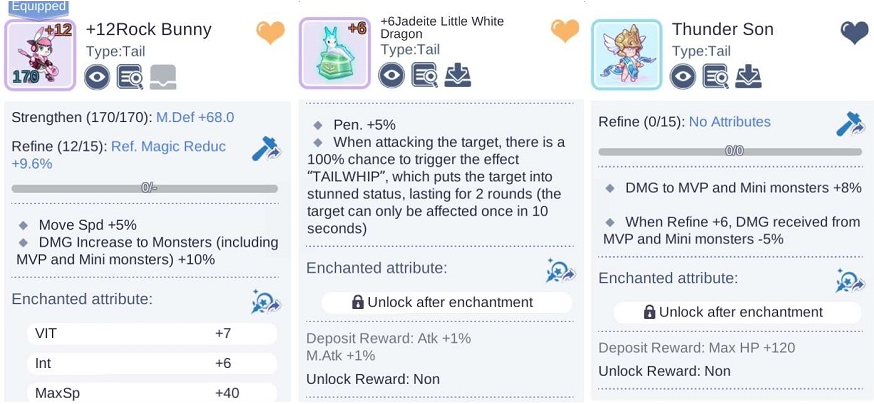 Equipped
+12
170
+12Rock Bunny
Type:Tail
Strengthen (170/170): M.Def +68.0
Refine (12/15): Ref. Magic Reduc
+9.6%
0/-
Move Spd +5%
DMG Increase to Monsters (including
MVP and Mini monsters) +10%
Enchanted attribute:
VIT +7
Int +6
MaxSp +40
+6
+6Jadeite Little White
Dragon
Type:Tail
Pen. +5%
When attacking the target, there is a
100% chance to trigger the effect
“TAILWHIP”, which puts the target into
stunned status, lasting for 2 rounds (the
target can only be affected once in 10
seconds)
Enchanted attribute:
Unlock after enchantment
Deposit Reward: Atk +1%
M.Atk +1%
Unlock Reward: Non
Thunder Son
Type:Tail
Refine (0/15): No Attributes
0/0
DMG to MVP and Mini monsters +8%
When Refine +6, DMG received from
MVP and Mini monsters -5%
Enchanted attribute:
Unlock after enchantment
Deposit Reward: Max HP +120
Unlock Reward: Non